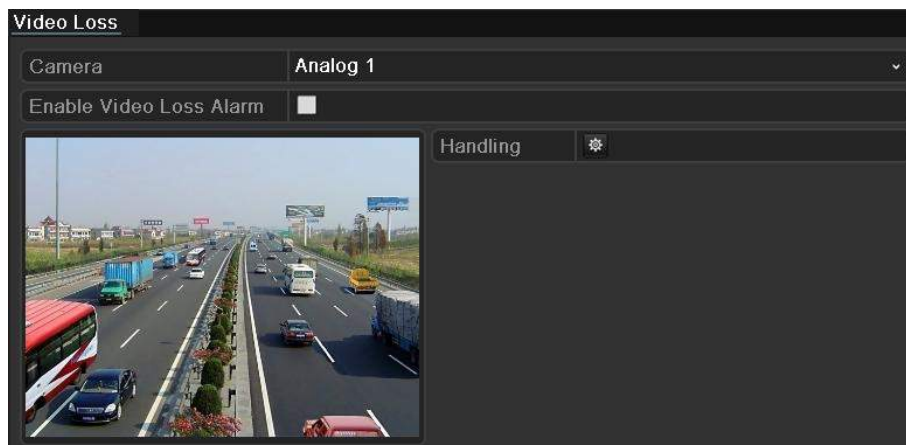 Video Loss
Camera
Analog 1
Enable Video Loss Alarm
Handling